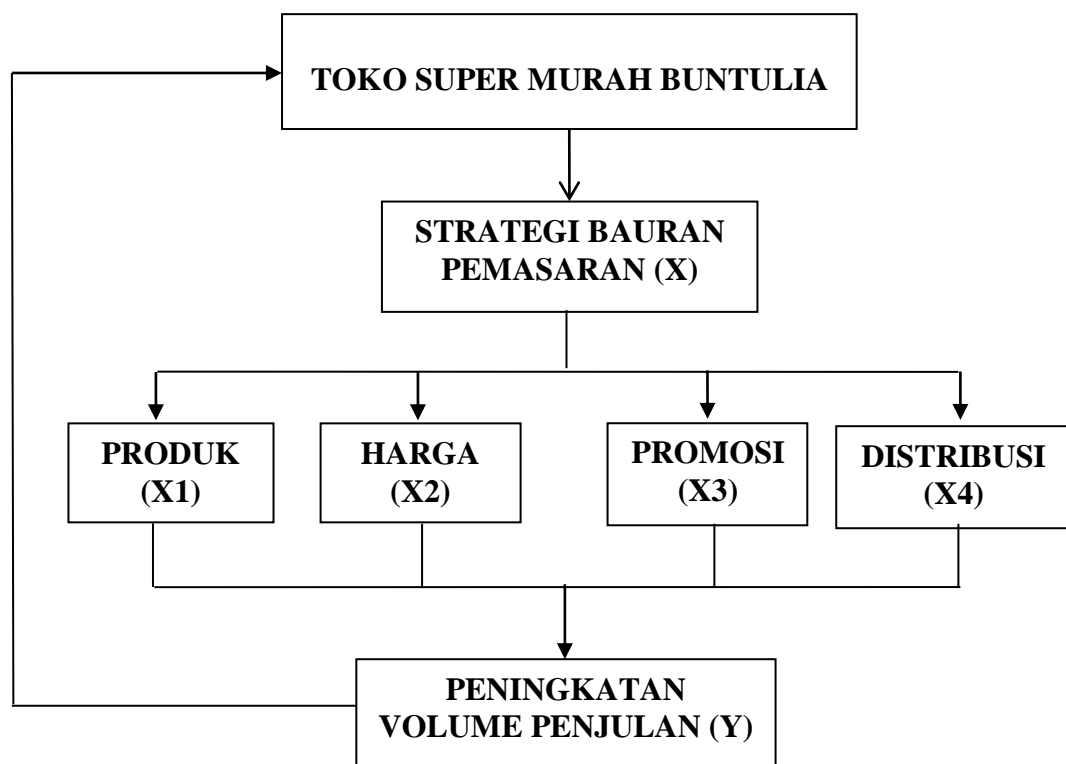 TOKO SUPER MURAH BUNTULIA
STRATEGI BAURAN
PEMASARAN (X)
PRODUK
(X1)
HARGA
(X2)
PROMOSI
(X3)
DISTRIBUSI
(X4)
PENINGKATAN
VOLUME PENJULAN (Y)